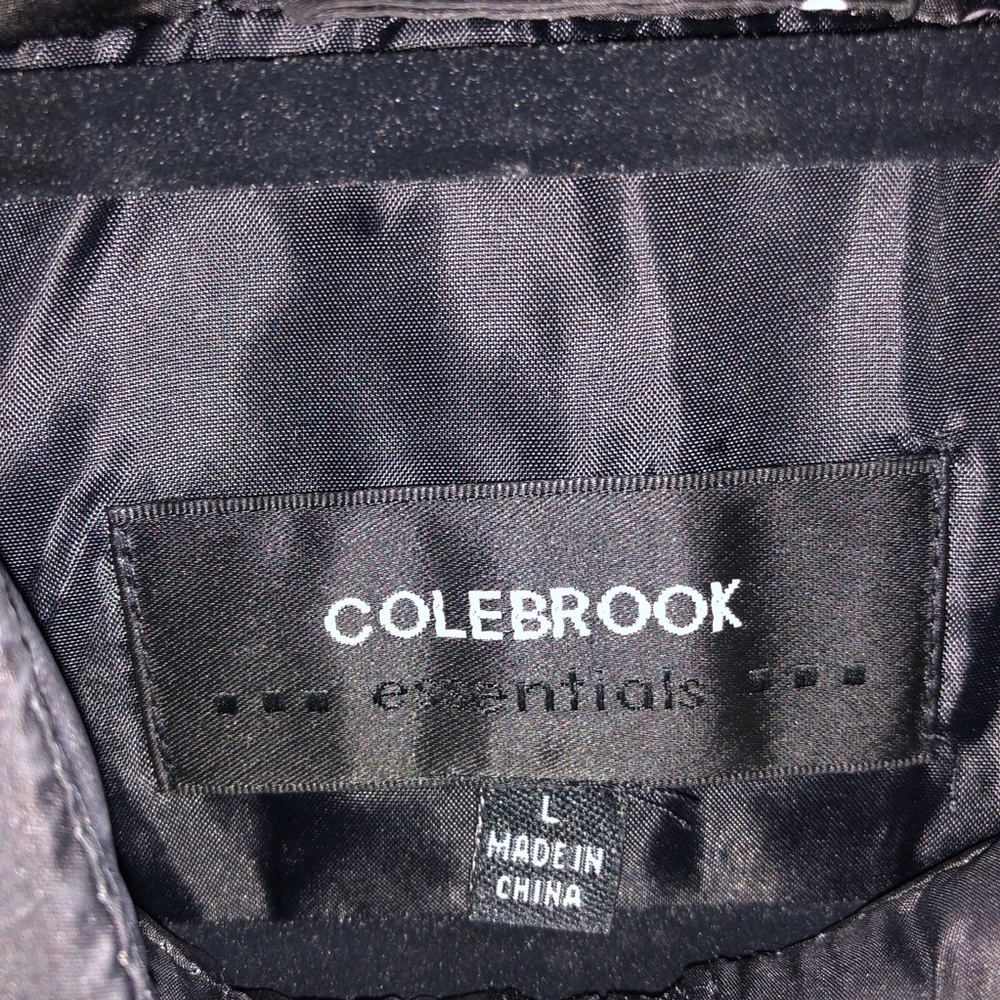 COLEBROOK
essentials
L
MADE IN
CHINA